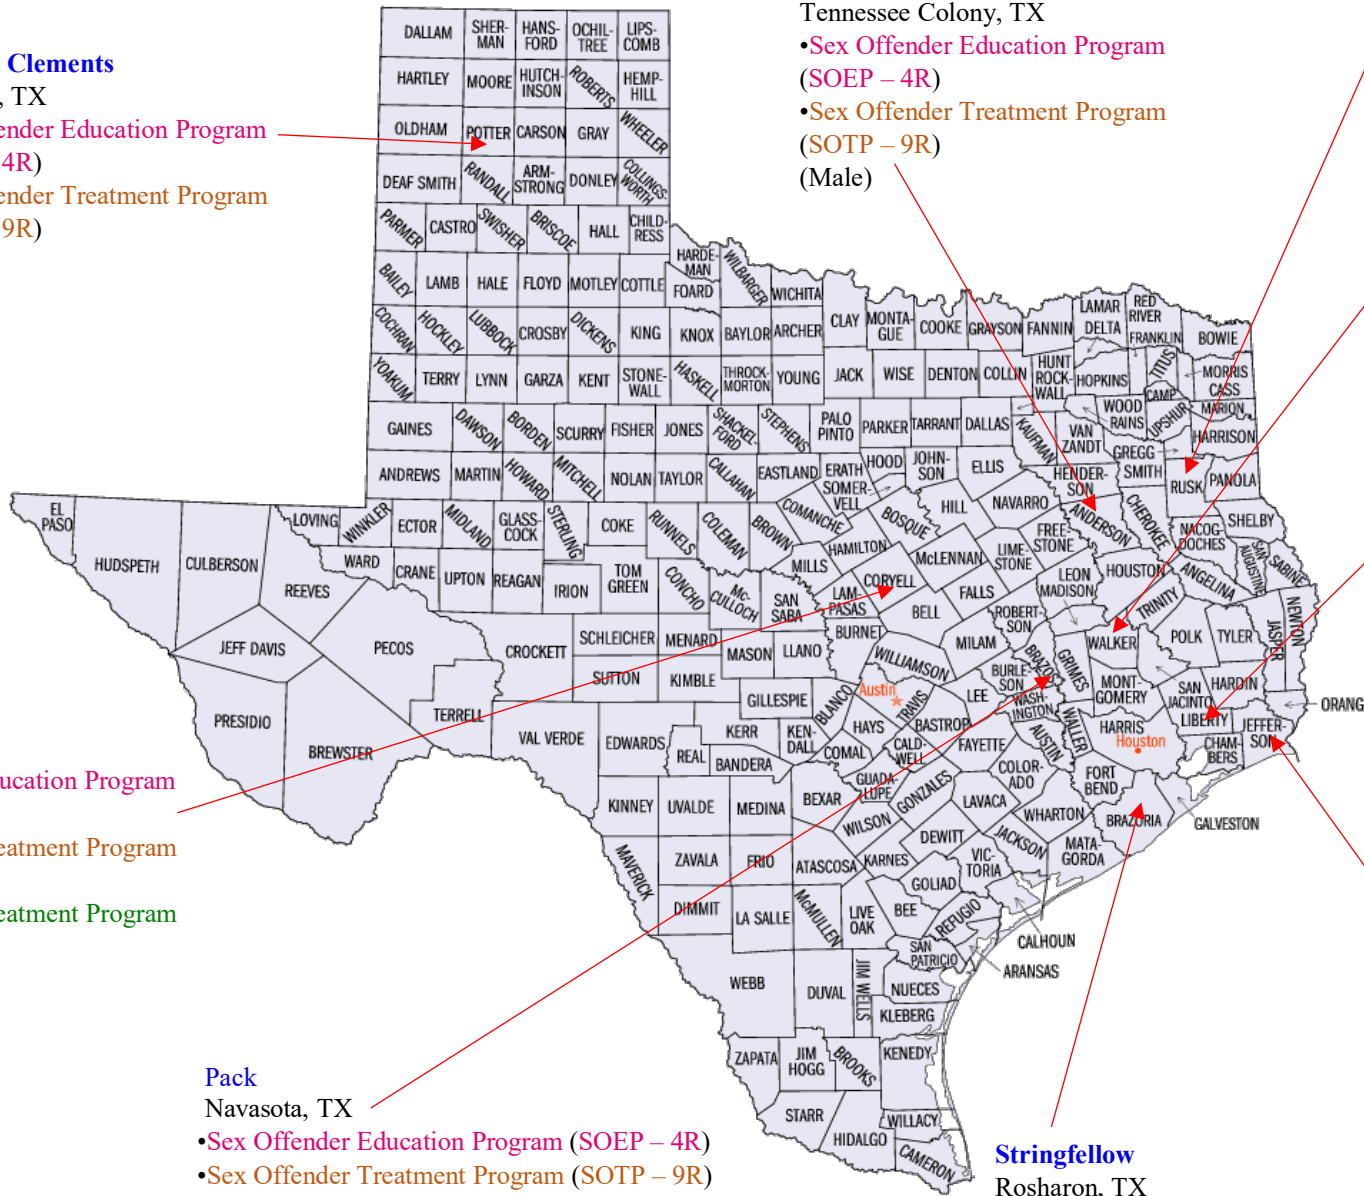 Clements
, TX
ender Education Program
4R)
ender Treatment Program
9R)
Tennessee Colony, TX
•Sex Offender Education Program
(SOEP – 4R)
•Sex Offender Treatment Program
(SOTP – 9R)
(Male)
DALLAM
SHER-
MAN
HANS-
FORD
OCHIL-
TREE
LIPS-
COMB
HARTLEY
MOORE
HUTCH-
INSON
ROBERTS
HEMP-
HILL
OLDHAM
POTTER
CARSON
GRAY
WHEELER
DEAF SMITH
RANDALL
ARM-
STRONG
DONLEY
COLLINGS-
WORTH
PARMER
CASTRO
SWISHER
BRISCOE
HALL
CHILD-
RESS
BAILEY
LAMB
HALE
FLOYD
MOTLEY
COTTLE
HARDE-
MAN
FOARD
WILBARGER
WICHITA
COCHRAN
HOCKLEY
LUBBOCK
CROSBY
DICKENS
KING
KNOX
BAYLOR
ARCHER
CLAY
MONTA-
GUE
COOKE
GRAYSON
FANNIN
LAMAR
RED
RIVER
DELTA
FRANKLIN
TITUS
BOWIE
YOAKUM
TERRY
LYNN
GARZA
KENT
STONE-
WALL
HASKELL
THROCK-
MORTON
YOUNG
JACK
WISE
DENTON
COLLIN
HUNT
ROCK-
WALL
HOPKINS
CAMP
MORRIS
CASS
MARION
GAINES
DAWSON
BORDEN
SCURRY
FISHER
JONES
SHACKEL-
FORD
STEPHENS
PALO
PINTO
PARKER
TARRANT
DALLAS
KAUFMAN
VAN
ZANDT
WOOD
RAINS
UPSHUR
GREGG
SMITH
HARRISON
ANDREWS
MARTIN
HOWARD
MITCHELL
NOLAN
TAYLOR
CALLAHAN
EASTLAND
ERATH
SOMER-
VELL
HOOD
JOHN-
SON
ELLIS
HENDER-
SON
RUSK
PANOLA
EL
PASO
HUDSPETH
CULBERSON
REEVES
LOVING
WINKLER
ECTOR
MIDLAND
GLASS-
COCK
STERLING
COKE
RUNNELS
COLEMAN
BROWN
COMANCHE
BOSQUE
HILL
NAVARRO
ANDERSON
CHEROKEE
NACOG-
DOCHES
SHELBY
SAN
AUGUSTINE
SABINE
WARD
CRANE
UPTON
REAGAN
IRION
TOM
GREEN
CONCHO
Mc-
CULLOCH
SAN
SABA
MILLS
HAMILTON
LAM-
PASAS
CORYELL
McLENNAN
LIME-
STONE
FREE-
STONE
LEON
MADISON
HOUSTON
ANGELINA
TRINITY
JEFF DAVIS
PECOS
CROCKETT
SCHLEICHER
MENARD
MASON
LLANO
BURNET
BELL
FALLS
MILAM
ROBERT-
SON
BRAZOS
GRIMES
WALKER
POLK
TYLER
JASPER
NEWTON
PRESIDIO
BREWSTER
TERRELL
VAL VERDE
SUTTON
KIMBLE
GILLESPIE
BLANCO
WILLIAMSON
Austin
TRAVIS
LEE
BURLE-
SON
WASH-
INGTON
MONT
GOMERY
SAN
JACINTO
HARDIN
LIBERTY
ORANG
EDWARDS
REAL
KERR
BANDERA
KEN-
DALL
HAYS
COMAL
CALD-
WELL
BASTROP
FAYETTE
AUSTIN
WALLER
HARRIS
Houston
CHAM-
BERS
JEFFER-
SON
KINNEY
UVALDE
MEDINA
BEXAR
GUADA-
LUPE
GONZALES
COLOR-
ADO
FORT
BEND
BRAZORIA
GALVESTON
MAVERICK
ZAVALA
FRIO
ATASCOSA
WILSON
KARNES
DEWITT
LAVACA
JACKSON
WHARTON
MATA-
GORDA
DIMMIT
LA SALLE
McMULLEN
LIVE
OAK
BEE
GOLIAD
VIC-
TORIA
REFUGIO
CALHOUN
ARANSAS
SAN
PATRICIO
WEBB
DUVAL
JIM WELLS
NUECES
KLEBERG
ZAPATA
JIM
HOGG
BROOKS
KENEDY
STARR
HIDALGO
WILLACY
CAMERON
ucation Program
eatment Program
eatment Program
Pack
Navasota, TX
•Sex Offender Education Program (SOEP – 4R)
•Sex Offender Treatment Program (SOTP – 9R)
Stringfellow
Rosharon, TX